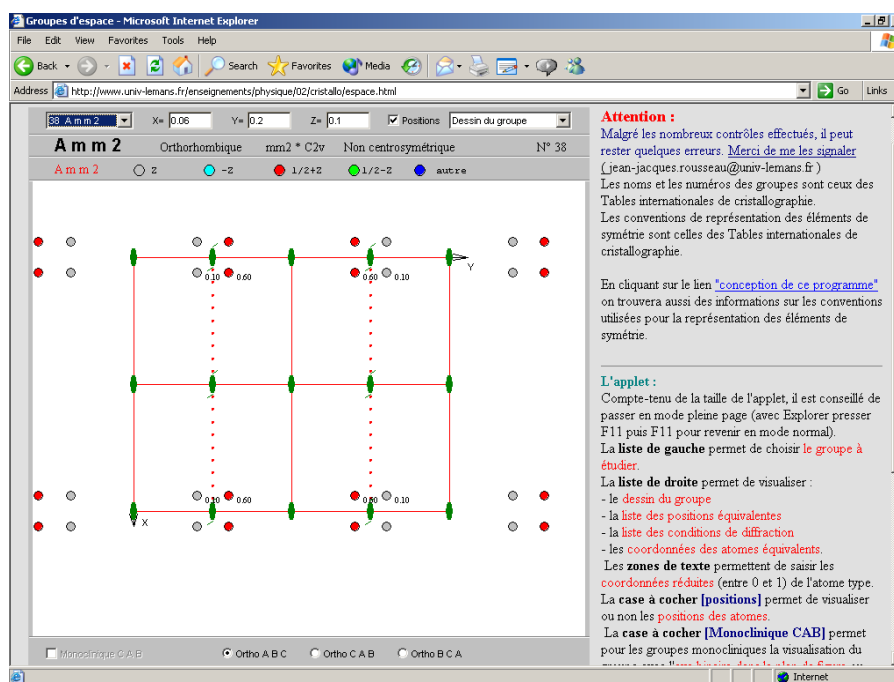 Groupes d'espace - Microsoft Internet Explorer
File Edit View Favorites Tools Help
Back Search Favorites Media
Address http://www.univ-lemans.fr/enseignements/physique/02/cristallo/espace.html Go Links
38 A m m 2 X= 0.06 Y= 0.2 Z= 0.1 Positions Dessin du groupe
A m m 2 Orthorhombique mm2 * C2v Non centrosymétrique N° 38
A m m 2 Z -Z 1/2+Z 1/2-Z autre
0.10 0.60 0.60 0.10
Y
0.10 0.60 0.60 0.10
X
Monoclinique C A B Ortho A B C Ortho C A B Ortho B C A
Attention :
Malgré les nombreux contrôles effectués, il peut
rester quelques erreurs. Merci de me les signaler
( jean-jacques.rousseau@univ-lemans.fr )
Les noms et les numéros des groupes sont ceux des
Tables internationales de cristallographie.
Les conventions de représentation des éléments de
symétrie sont celles des Tables internationales de
cristallographie.
En cliquant sur le lien "conception de ce programme"
on trouvera aussi des informations sur les conventions
utilisées pour la représentation des éléments de
symétrie.
L'applet :
Compte-tenu de la taille de l'applet, il est conseillé de
passer en mode pleine page (avec Explorer presser
F11 puis F11 pour revenir en mode normal).
La liste de gauche permet de choisir le groupe à
étudier.
La liste de droite permet de visualiser :
- le dessin du groupe
- la liste des positions équivalentes
- la liste des conditions de diffraction
- les coordonnées des atomes équivalents.
Les zones de texte permettent de saisir les
coordonnées réduites (entre 0 et 1) de l'atome type.
La case à cocher [positions] permet de visualiser
ou non les positions des atomes.
La case à cocher [Monoclinique CAB] permet
pour les groupes monocliniques la visualisation du
Internet